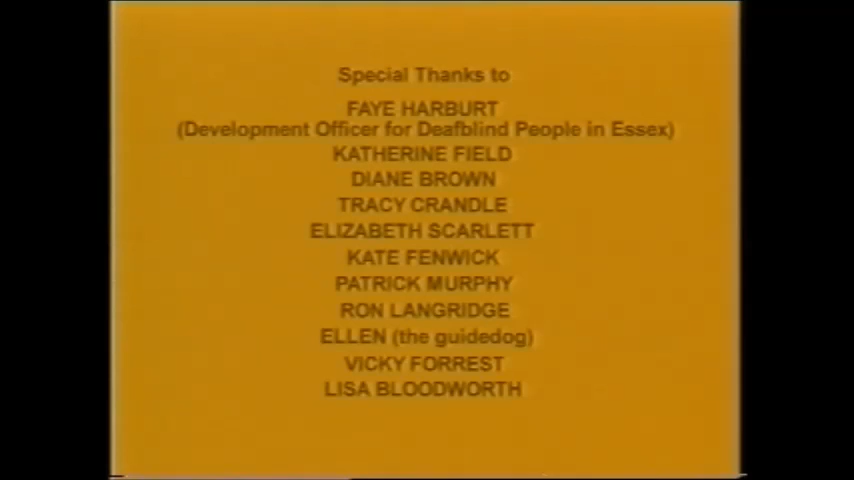 Special Thanks to
FAYE HARBURT
(Development Officer for Deafblind People in Essex)
KATHERINE FIELD
DIANE BROWN
TRACY CRANDLE
ELIZABETH SCARLETT
KATE FENWICK
PATRICK MURPHY
RON LANGRIDGE
ELLEN (the guidedog)
VICKY FORREST
LISA BLOODWORTH